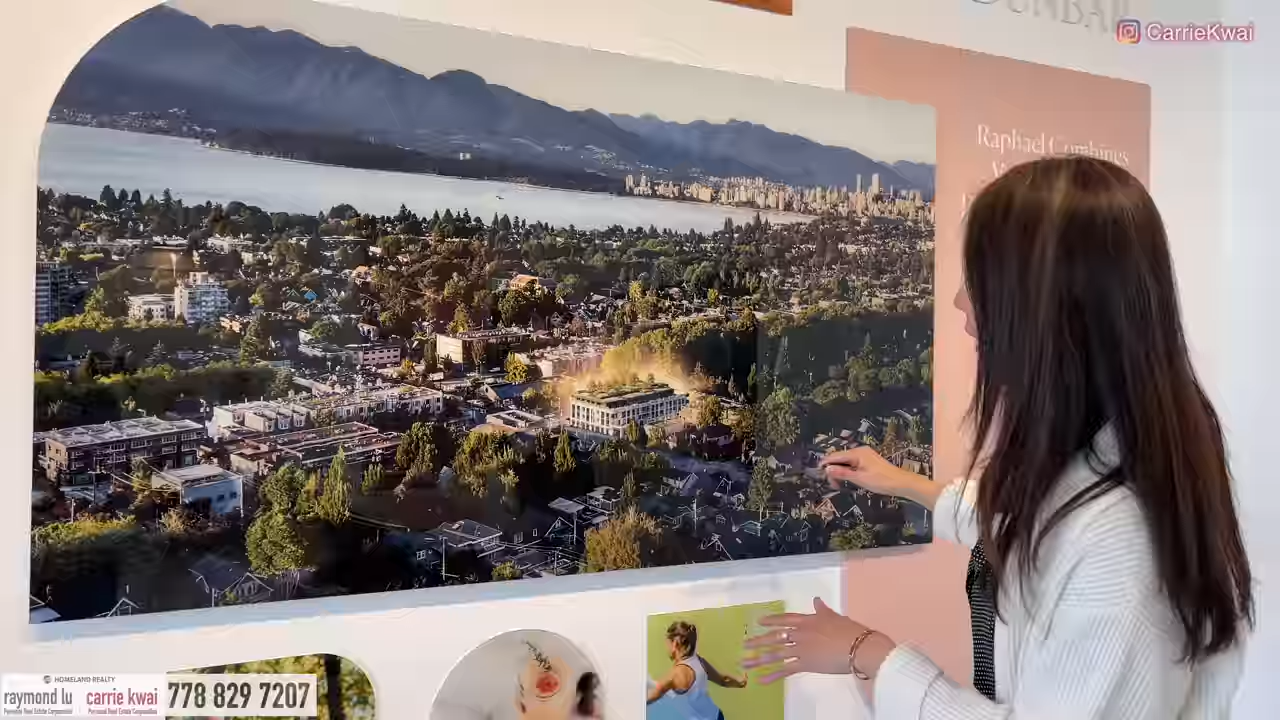 DUNBAR
CarrieKwai
Raphael Combines
HOMELAND REALTY
raymond lu
Personal Real Estate Corporation
carrie kwai
Personal Real Estate Corporation
778 829 7207